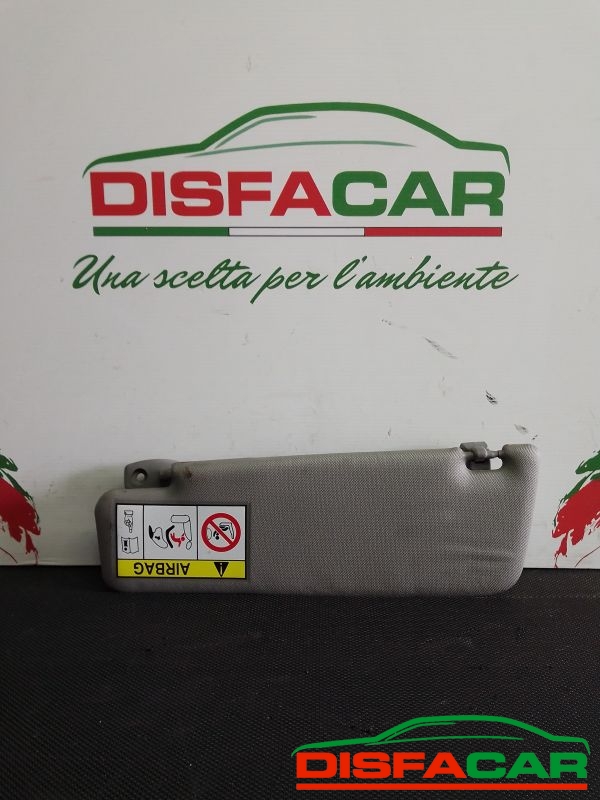 DISFACAR
Una scelta per l'ambiente
AIRBAG
DISFACAR